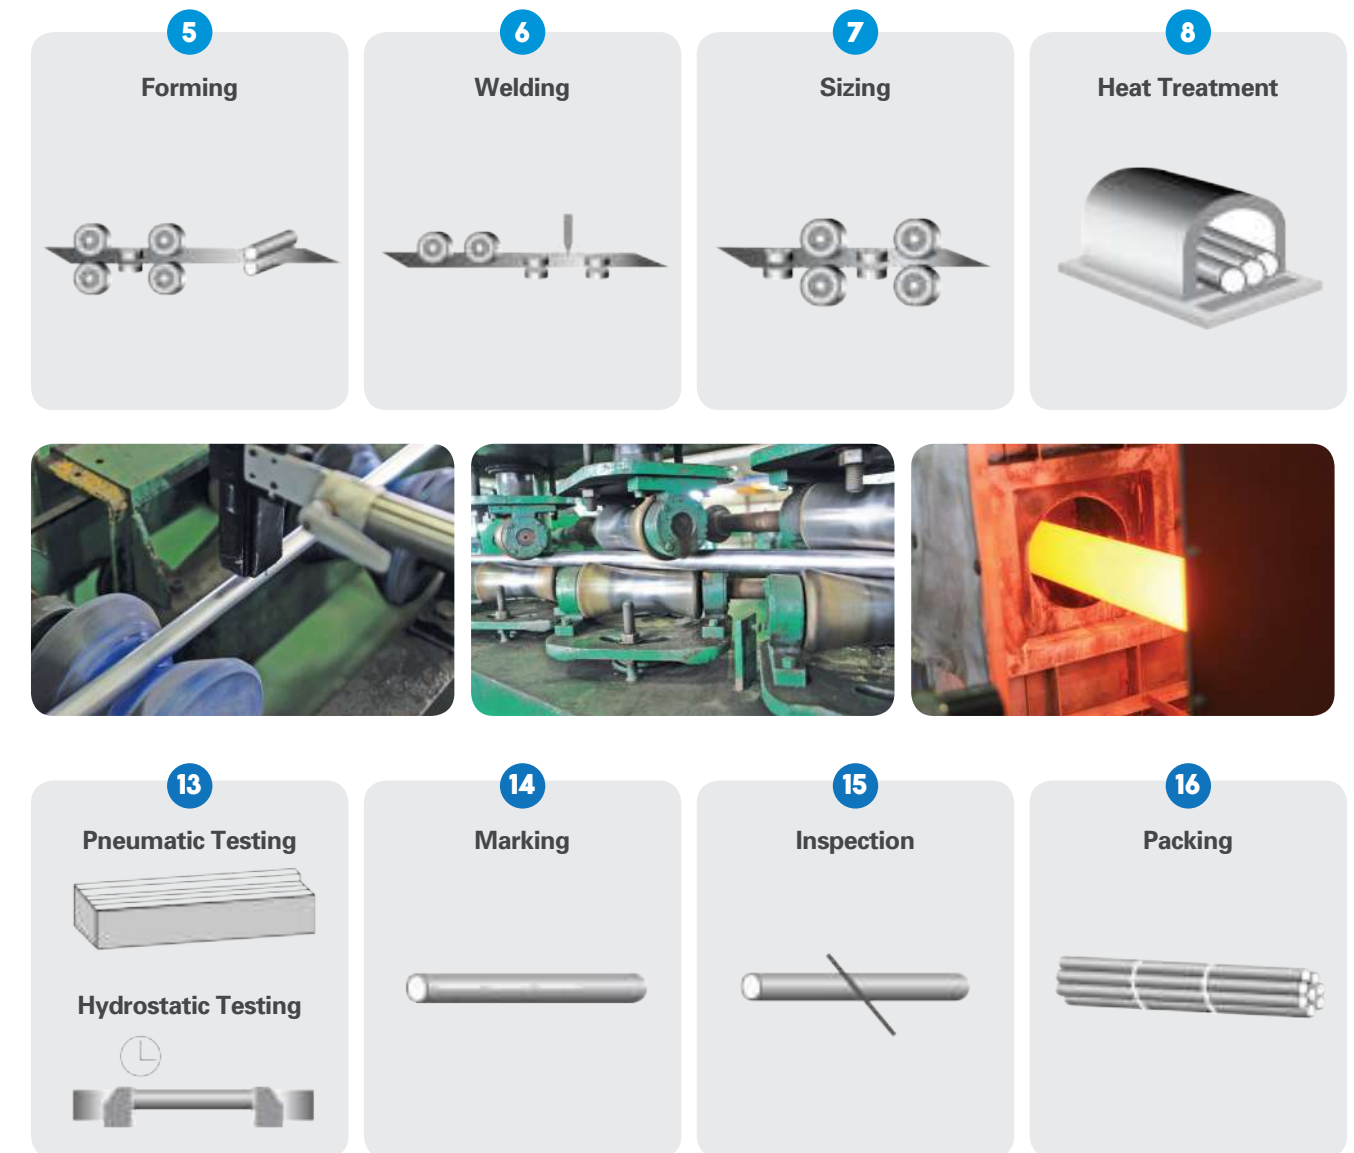 5
Forming
6
Welding
7
Sizing
8
Heat Treatment
13
Pneumatic Testing
Hydrostatic Testing
14
Marking
15
Inspection
16
Packing